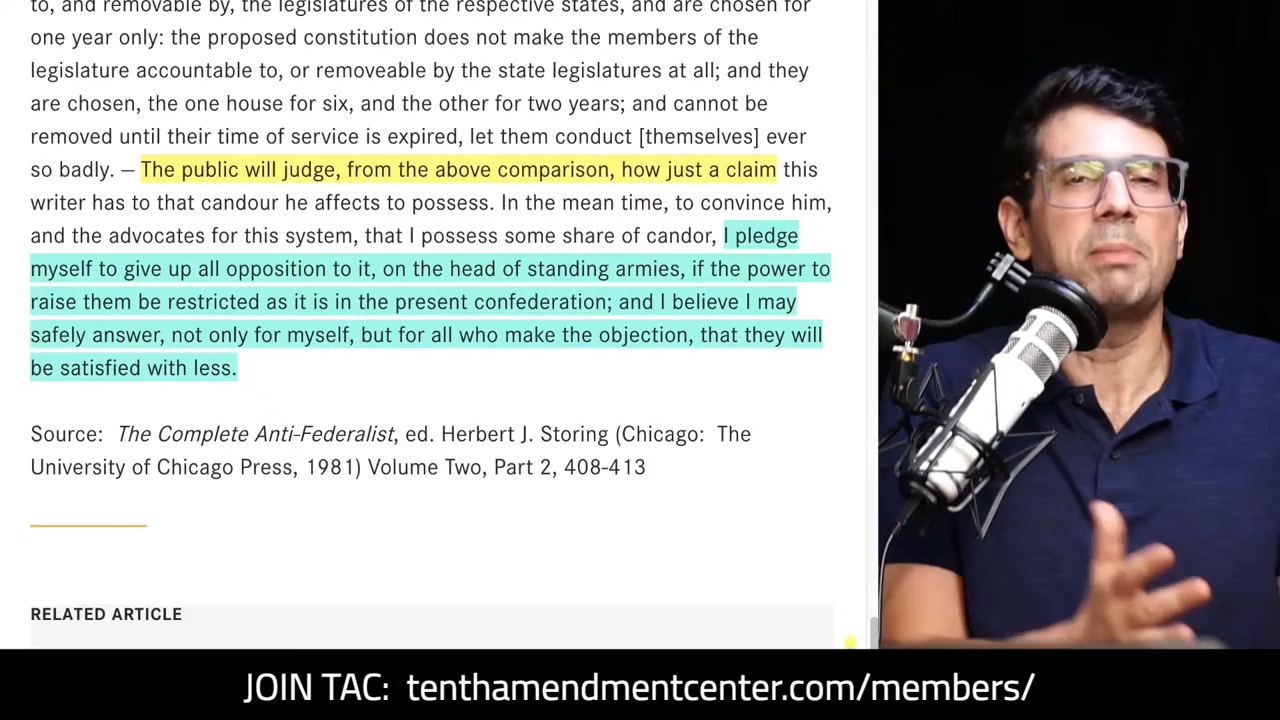 to, and removable by, the legislatures of the respective states, and are chosen for
one year only: the proposed constitution does not make the members of the
legislature accountable to, or removeable by the state legislatures at all; and they
are chosen, the one house for six, and the other for two years; and cannot be
removed until their time of service is expired, let them conduct [themselves] ever
so badly. — The public will judge, from the above comparison, how just a claim this
writer has to that candour he affects to possess. In the mean time, to convince him,
and the advocates for this system, that I possess some share of candor, I pledge
myself to give up all opposition to it, on the head of standing armies, if the power to
raise them be restricted as it is in the present confederation; and I believe I may
safely answer, not only for myself, but for all who make the objection, that they will
be satisfied with less.
Source: The Complete Anti-Federalist, ed. Herbert J. Storing (Chicago: The
University of Chicago Press, 1981) Volume Two, Part 2, 408-413
RELATED ARTICLE
JOIN TAC: tenthamendmentcenter.com/members/